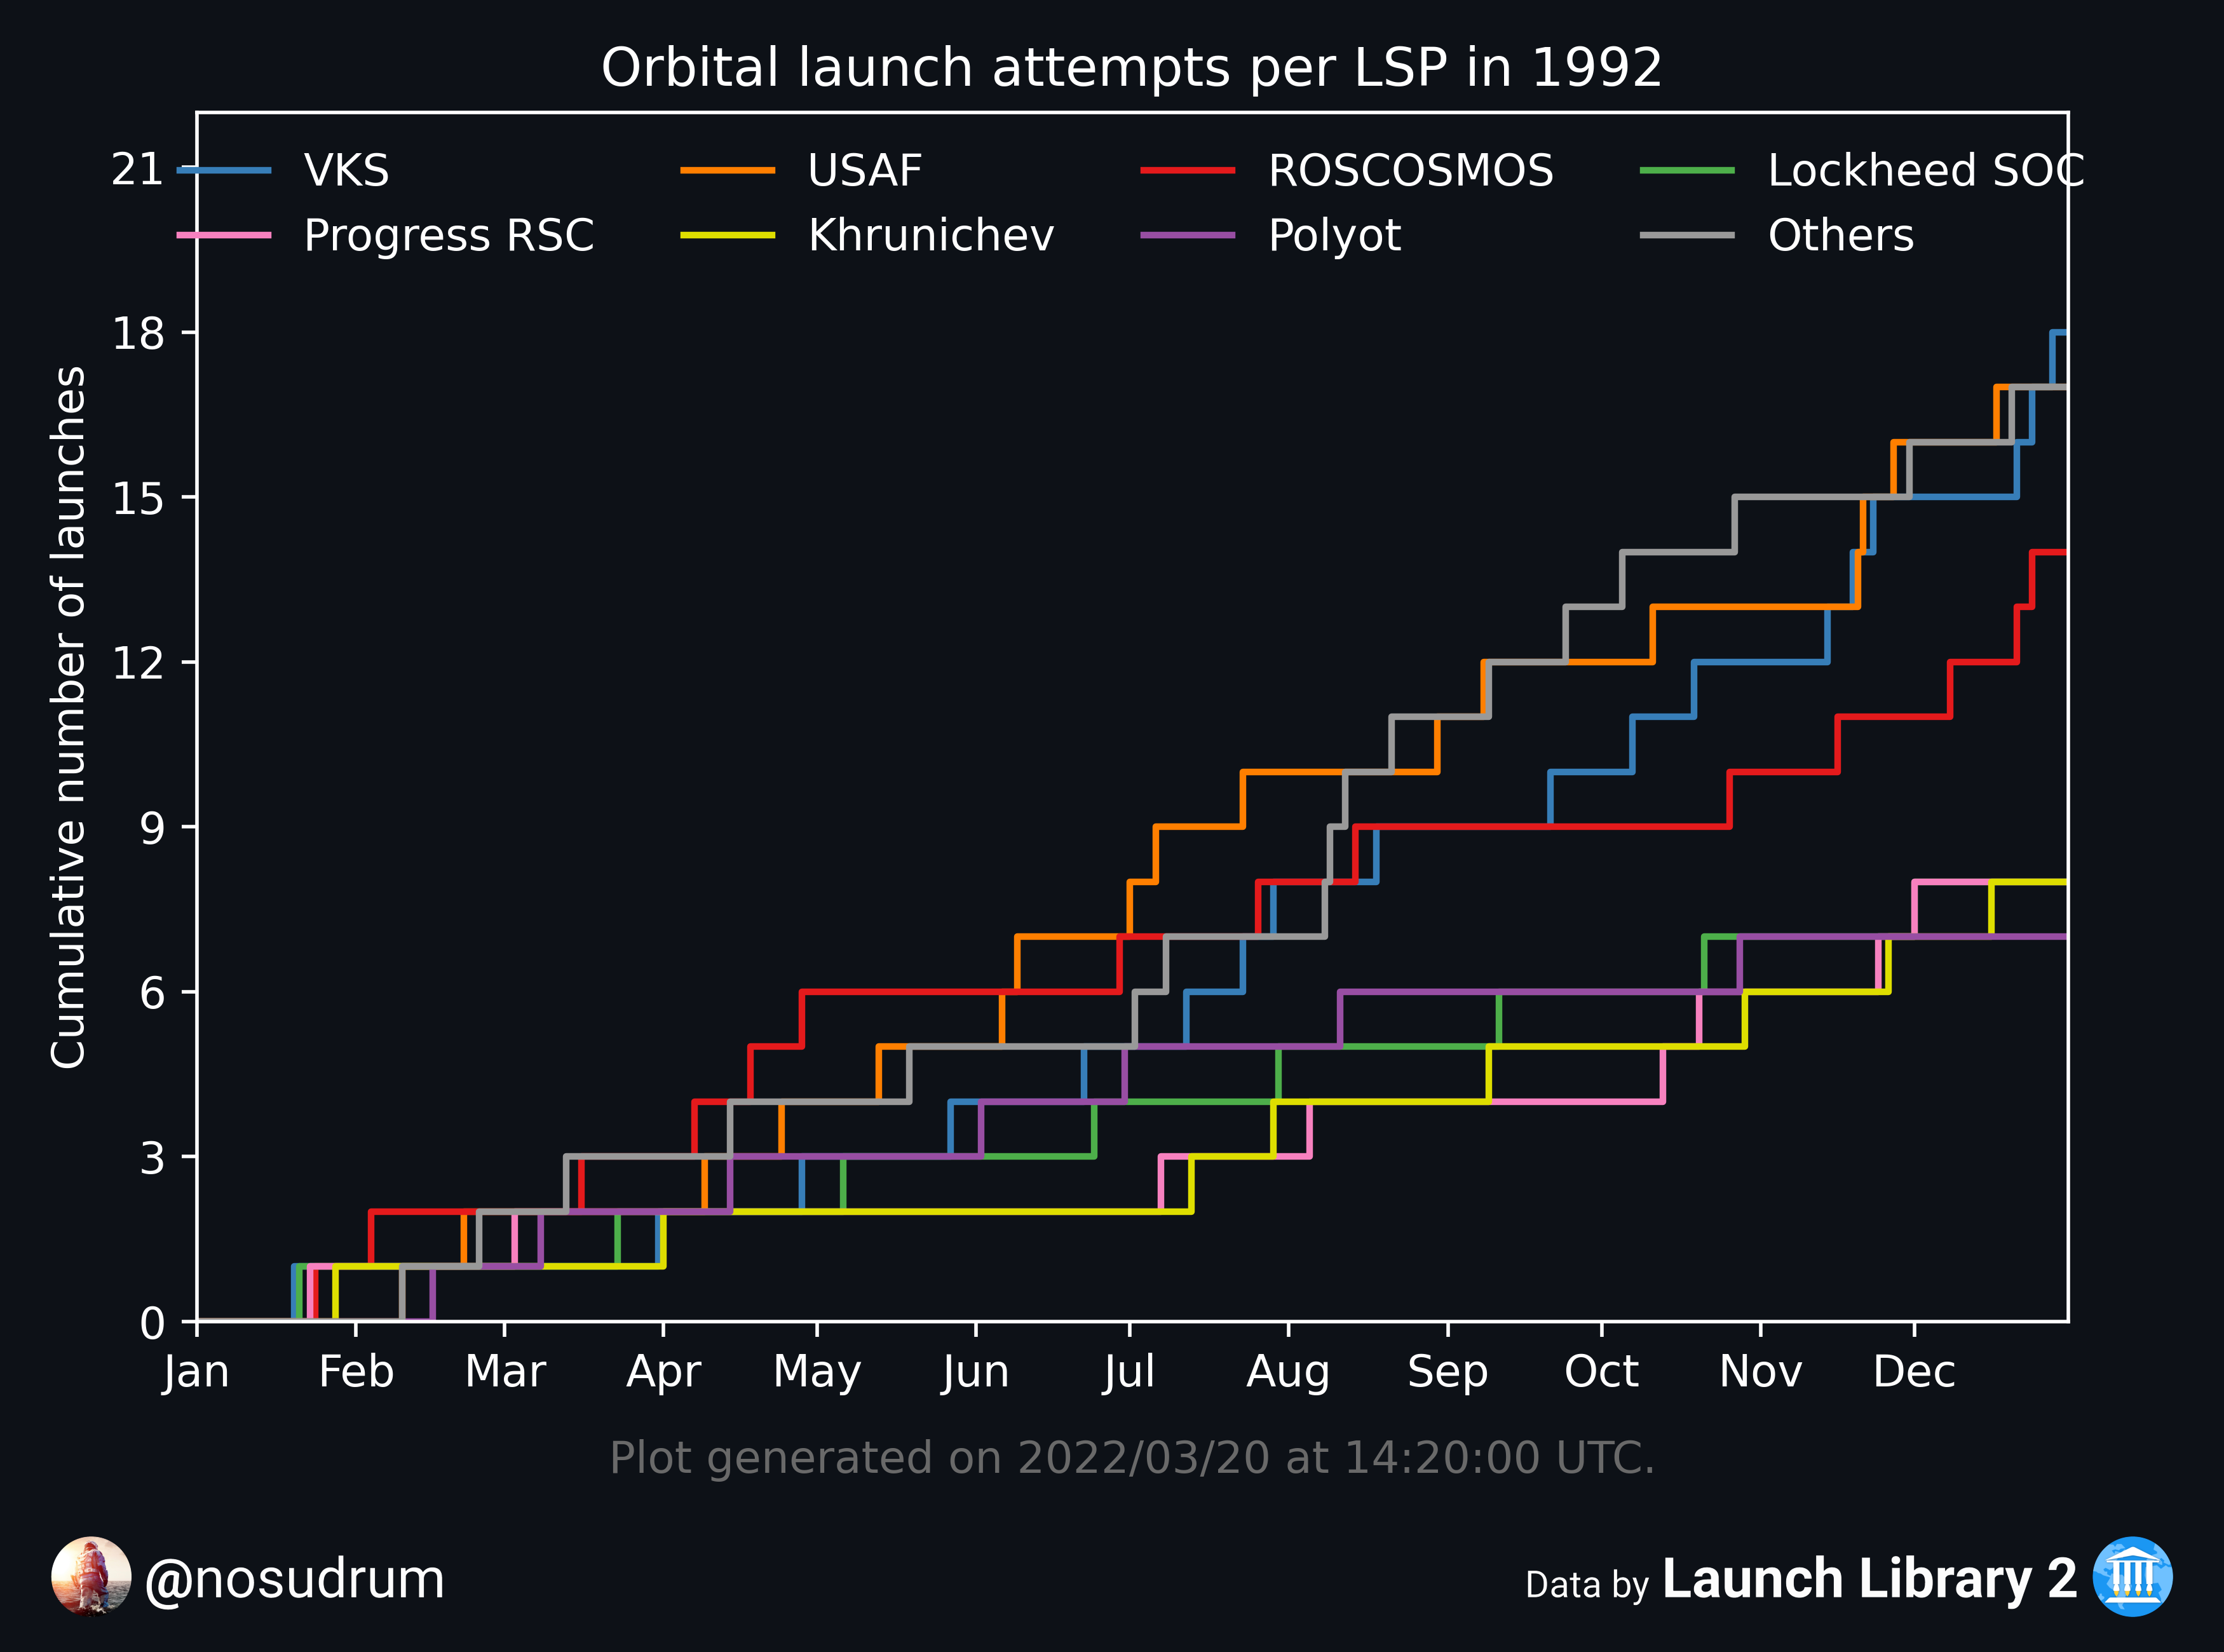 Orbital launch attempts per LSP in 1992
21
VKS
USAF
ROSCOSMOS
Lockheed SOC
Progress RSC
Khrunichev
Polyot
Others
18
15
12
9
6
3
0
Cumulative number of launches
Jan Feb Mar Apr May Jun Jul Aug Sep Oct Nov Dec
Plot generated on 2022/03/20 at 14:20:00 UTC.
@nosudrum
Data by Launch Library 2